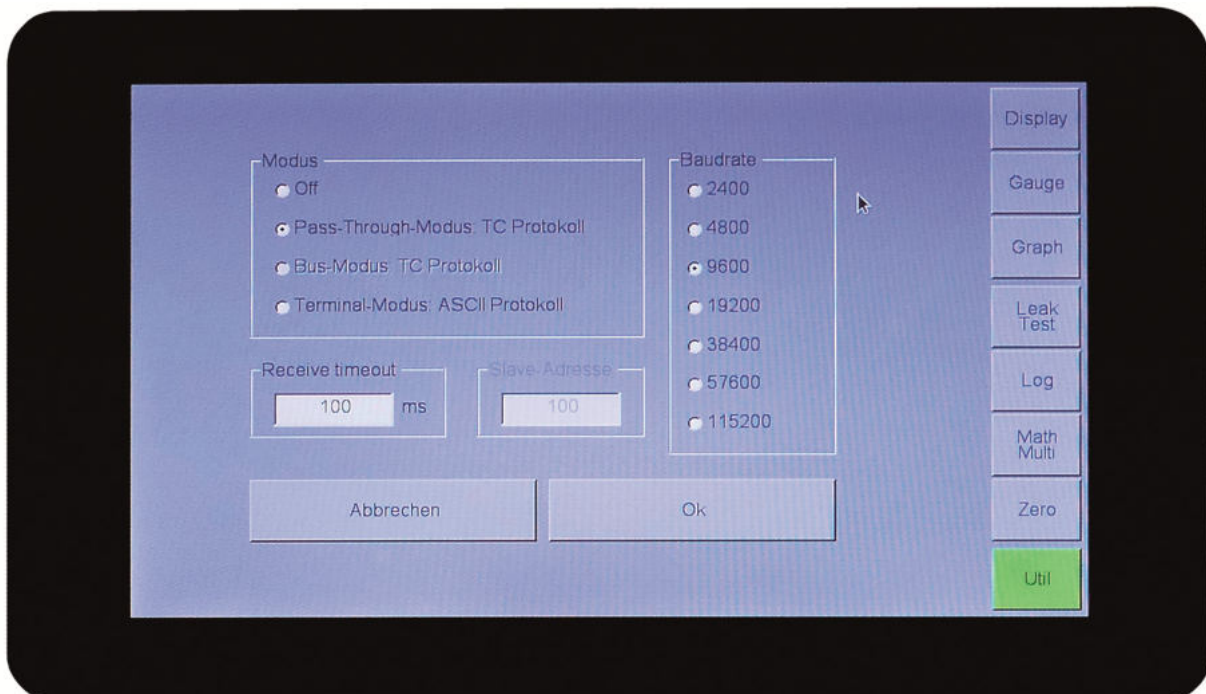 Modus
Off
Pass-Through-Modus: TC Protokoll
Bus-Modus: TC Protokoll
Terminal-Modus: ASCII Protokoll
Receive timeout
100 ms
Slave-Adresse
100
Baudrate
2400
4800
9600
19200
38400
57600
115200
Abbrechen
Ok
Display
Gauge
Graph
Leak
Test
Log
Math
Multi
Zero
Util